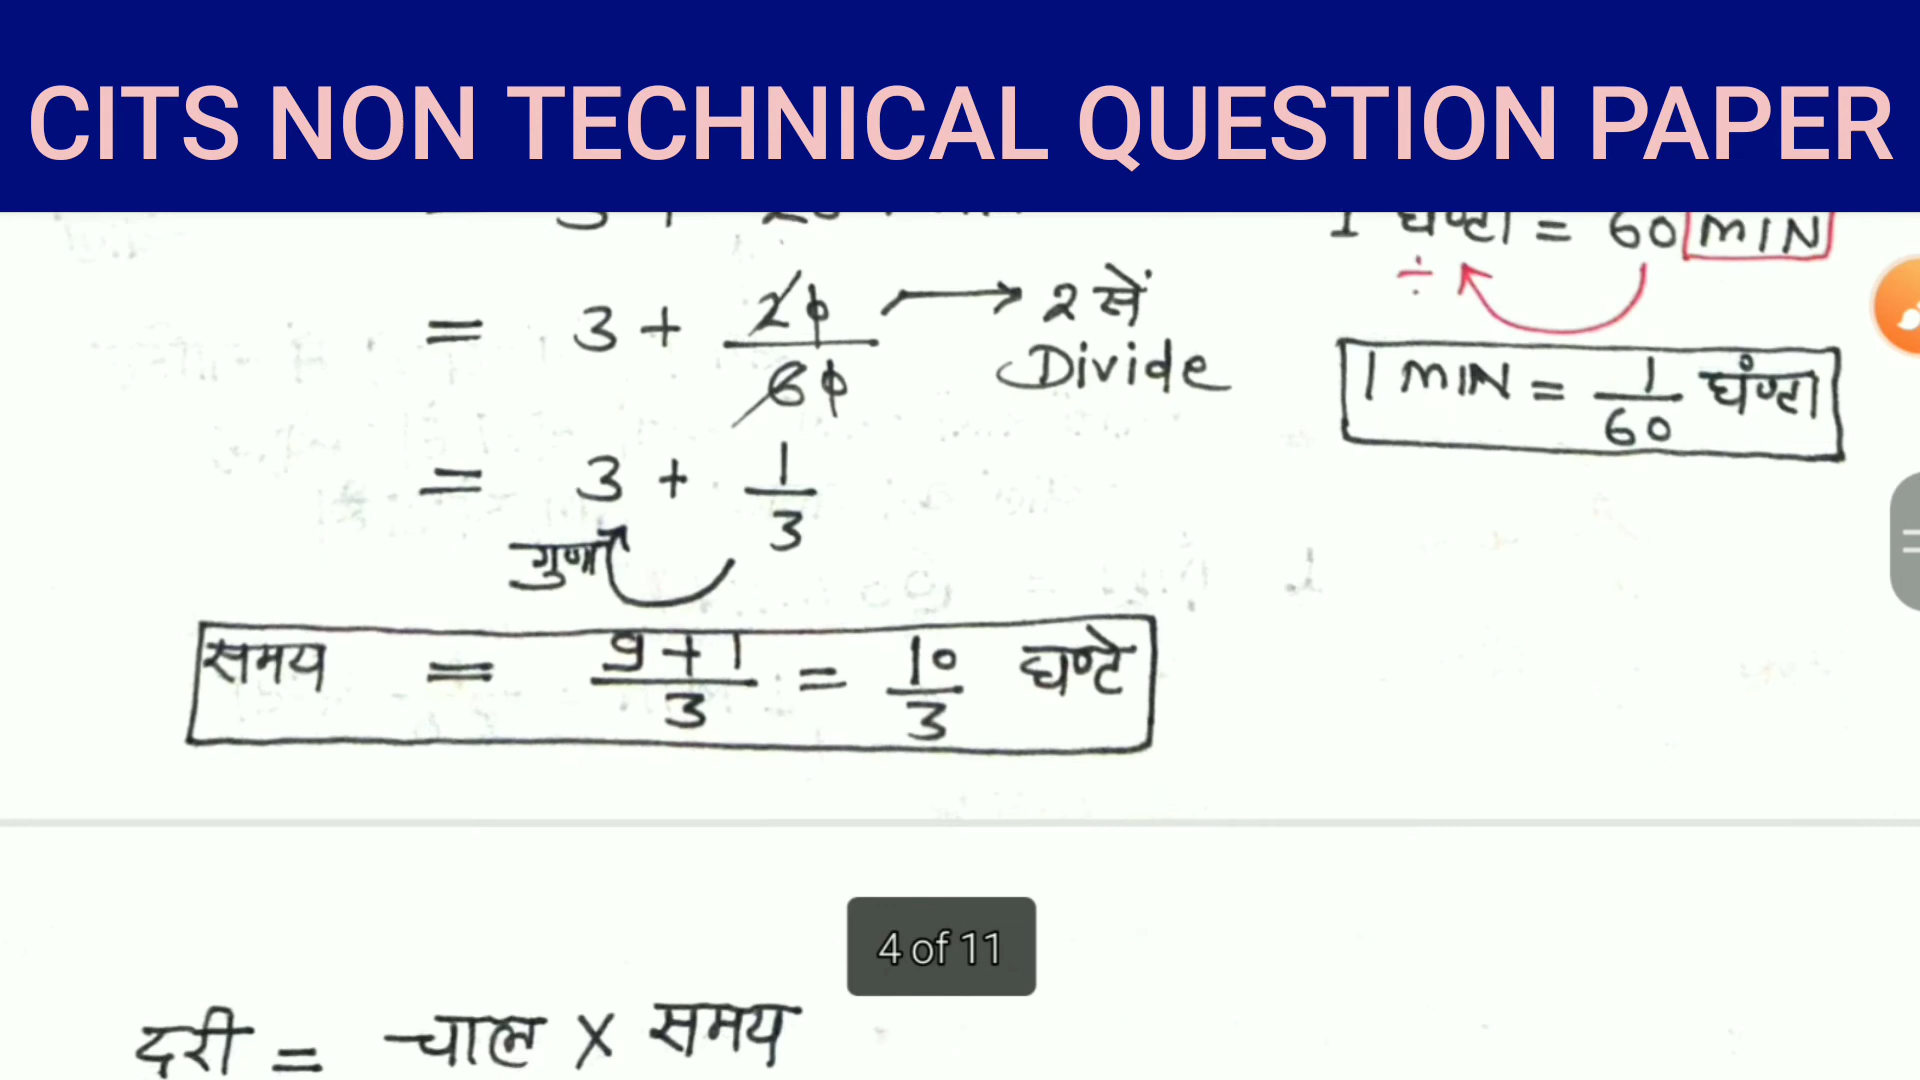 CITS NON TECHNICAL QUESTION PAPER
1 घण्टा = 60 MIN
÷
= 3 + 20/60 → 2 से Divide
1 MIN = 1/60 घंण्टा
= 3 + 1/3
गुणा
समय = 9+1/3 = 10/3 घण्टे
4 of 11
दूरी = चाल X समय